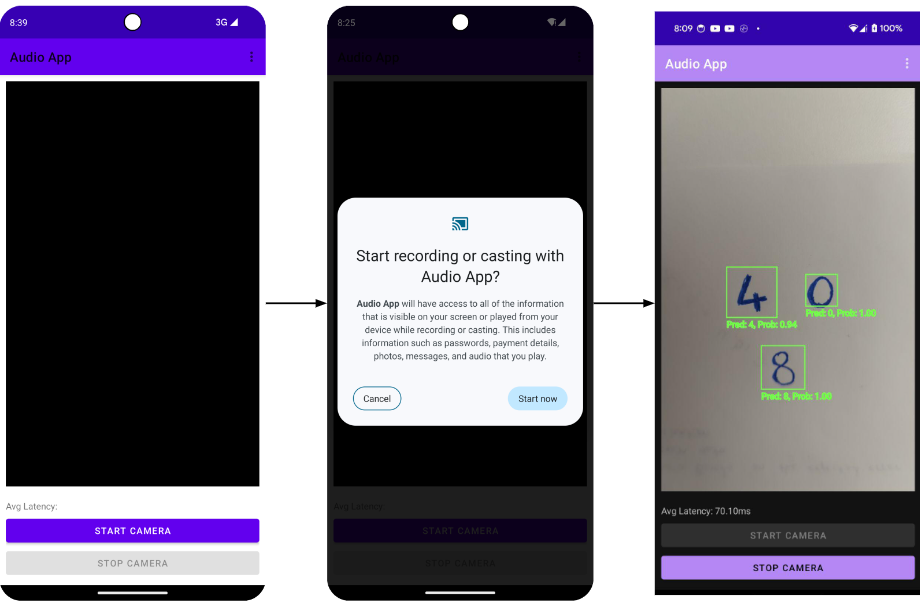 8:39
3G
Audio App
Avg Latency:
START CAMERA
STOP CAMERA
8:25
Audio App
Start recording or casting with
Audio App?
Audio App will have access to all of the information
that is visible on your screen or played from your
device while recording or casting. This includes
information such as passwords, payment details,
photos, messages, and audio that you play.
Cancel
Start now
Avg Latency:
START CAMERA
STOP CAMERA
8:09
100%
Audio App
4
0
Pred: 4, Prob: 0.94
Pred: 0, Prob: 1.00
8
Pred: 8, Prob: 1.00
Avg Latency: 70.10ms
START CAMERA
STOP CAMERA